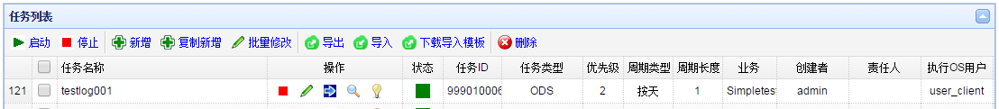 任务列表
启动 停止 新增 复制新增 批量修改 导出 导入 下载导入模板 删除
任务名称 操作 状态 任务ID 任务类型 优先级 周期类型 周期长度 业务 创建者 责任人 执行OS用户
121 testlog001 999010006 ODS 2 按天 1 Simpletes admin user_client